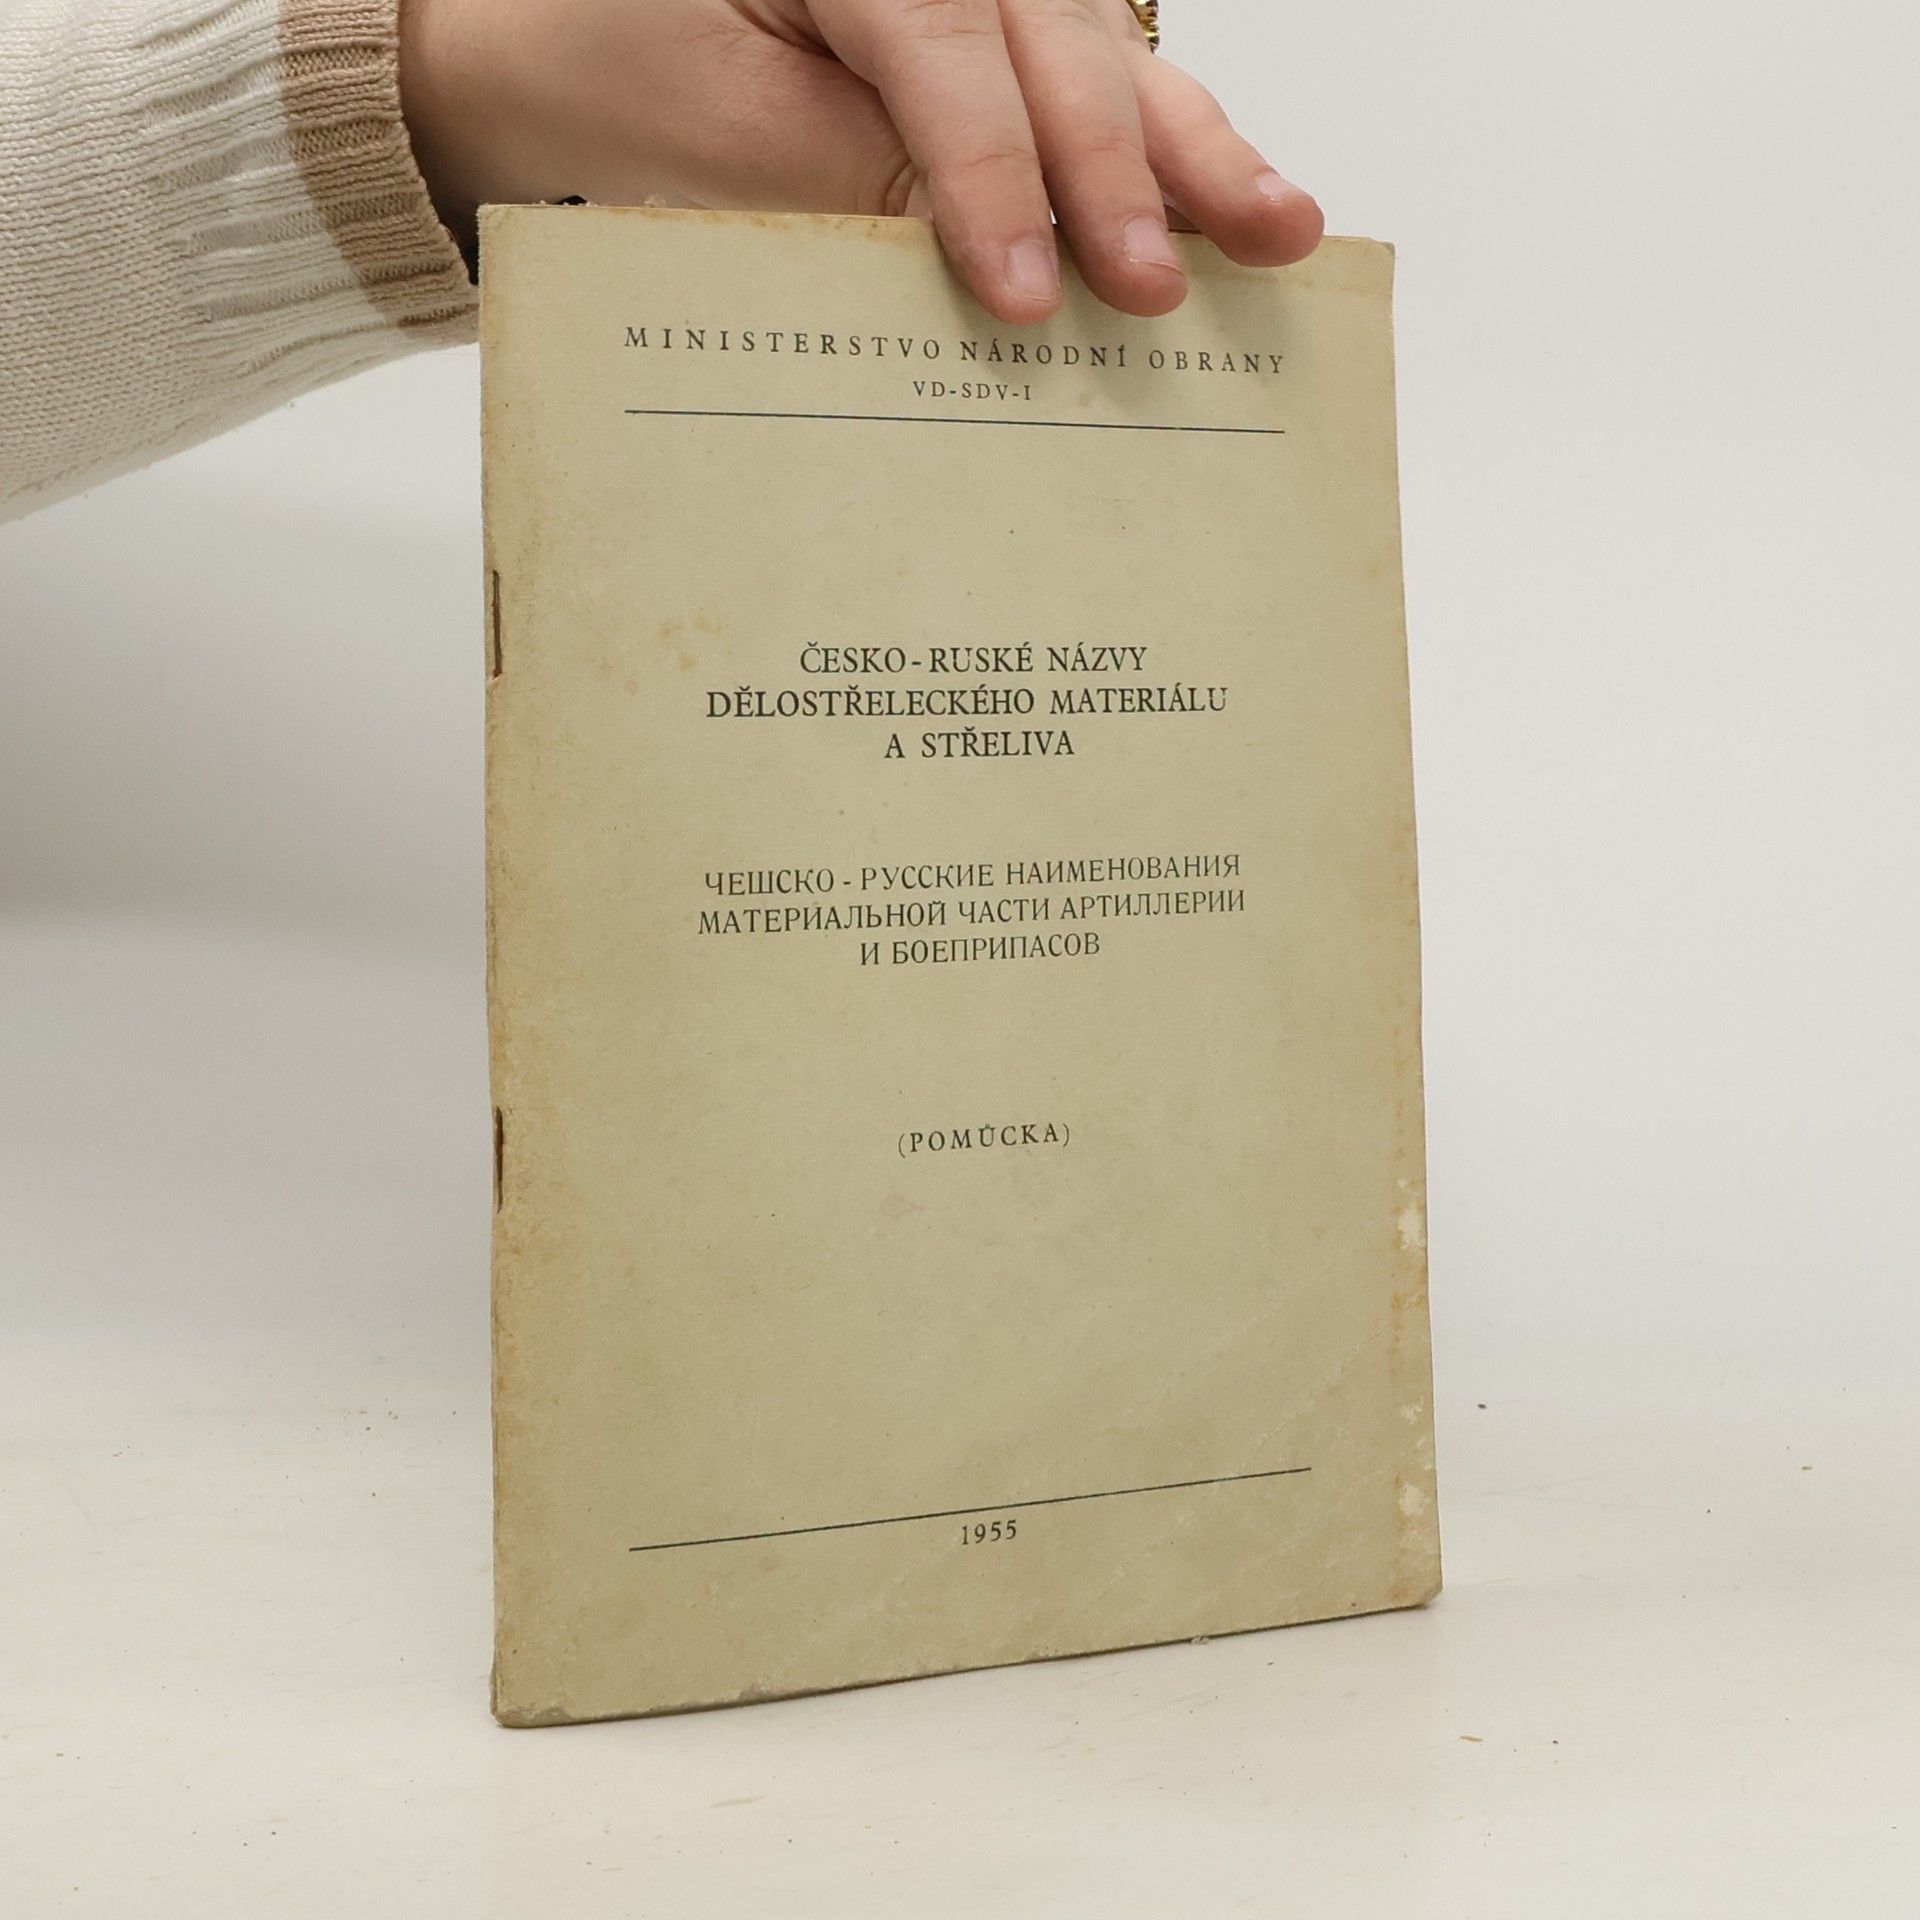 MINISTERSTVO NÁRODNÍ OBRANY
VD-SDV-I
ČESKO-RUSKÉ NÁZVY
DĚLOSTŘELECKÉHO MATERIÁLU
A STŘELIVA
ЧЕШСКО-РУССКИЕ НАИМЕНОВАНИЯ
МАТЕРИАЛЬНОЙ ЧАСТИ АРТИЛЛЕРИИ
И БОЕПРИПАСОВ
(POMŮCKA)
1955